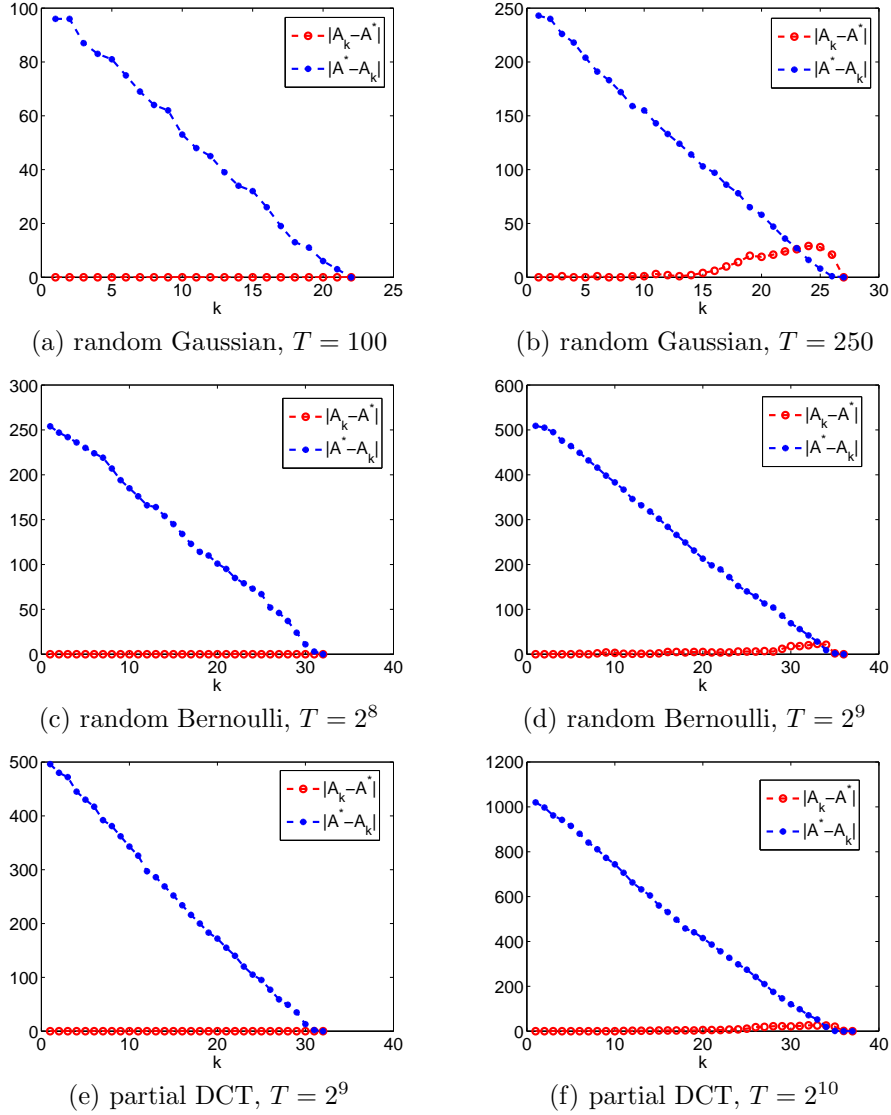 100
80
60
40
20
0
0 5 10 15 20 25
k
|A_k−A^*|
|A^*−A_k|
(a) random Gaussian, T = 100
250
200
150
100
50
0
0 5 10 15 20 25 30
k
|A_k−A^*|
|A^*−A_k|
(b) random Gaussian, T = 250
300
250
200
150
100
50
0
0 10 20 30 40
k
|A_k−A^*|
|A^*−A_k|
(c) random Bernoulli, T = 2^8
600
500
400
300
200
100
0
0 10 20 30 40
k
|A_k−A^*|
|A^*−A_k|
(d) random Bernoulli, T = 2^9
500
400
300
200
100
0
0 10 20 30 40
k
|A_k−A^*|
|A^*−A_k|
(e) partial DCT, T = 2^9
1200
1000
800
600
400
200
0
0 10 20 30 40
k
|A_k−A^*|
|A^*−A_k|
(f) partial DCT, T = 2^10